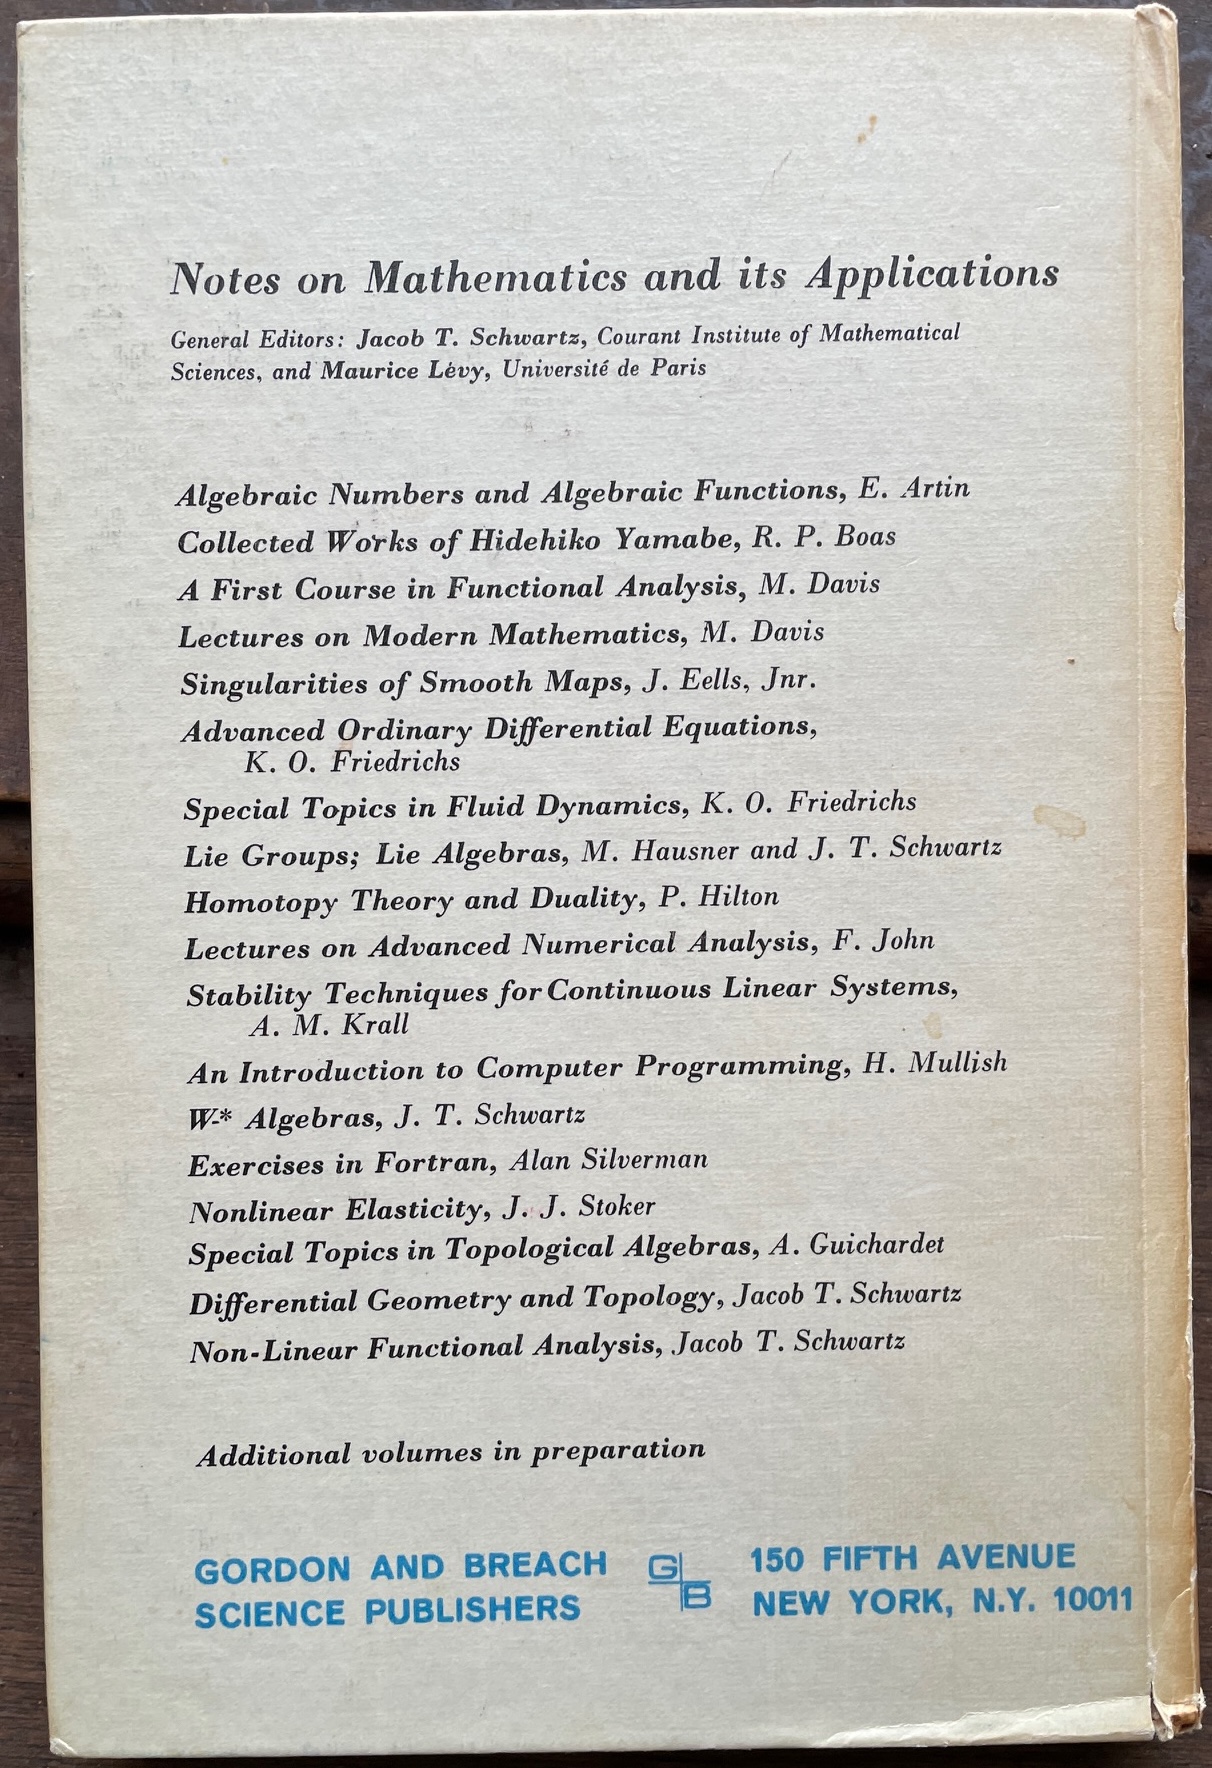 Notes on Mathematics and its Applications
General Editors: Jacob T. Schwartz, Courant Institute of Mathematical
Sciences, and Maurice Lévy, Université de Paris
Algebraic Numbers and Algebraic Functions, E. Artin
Collected Works of Hidehiko Yamabe, R. P. Boas
A First Course in Functional Analysis, M. Davis
Lectures on Modern Mathematics, M. Davis
Singularities of Smooth Maps, J. Eells, Jnr.
Advanced Ordinary Differential Equations,
K. O. Friedrichs
Special Topics in Fluid Dynamics, K. O. Friedrichs
Lie Groups; Lie Algebras, M. Hausner and J. T. Schwartz
Homotopy Theory and Duality, P. Hilton
Lectures on Advanced Numerical Analysis, F. John
Stability Techniques for Continuous Linear Systems,
A. M. Krall
An Introduction to Computer Programming, H. Mullish
W-* Algebras, J. T. Schwartz
Exercises in Fortran, Alan Silverman
Nonlinear Elasticity, J. J. Stoker
Special Topics in Topological Algebras, A. Guichardet
Differential Geometry and Topology, Jacob T. Schwartz
Non-Linear Functional Analysis, Jacob T. Schwartz
Additional volumes in preparation
GORDON AND BREACH
SCIENCE PUBLISHERS
G B
150 FIFTH AVENUE
NEW YORK, N.Y. 10011